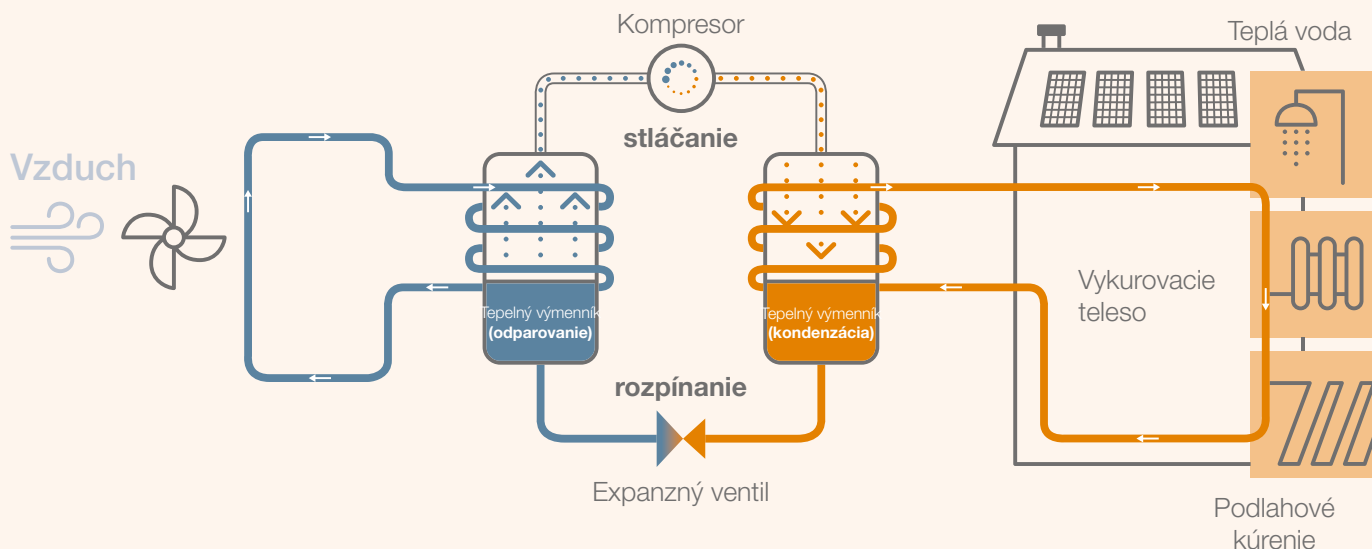 Kompresor
Teplá voda
stláčanie
Vzduch
Vykurovacie
teleso
Tepelný výmenník
(odparovanie)
Tepelný výmenník
(kondenzácia)
rozpínanie
Expanzný ventil
Podlahové
kúrenie